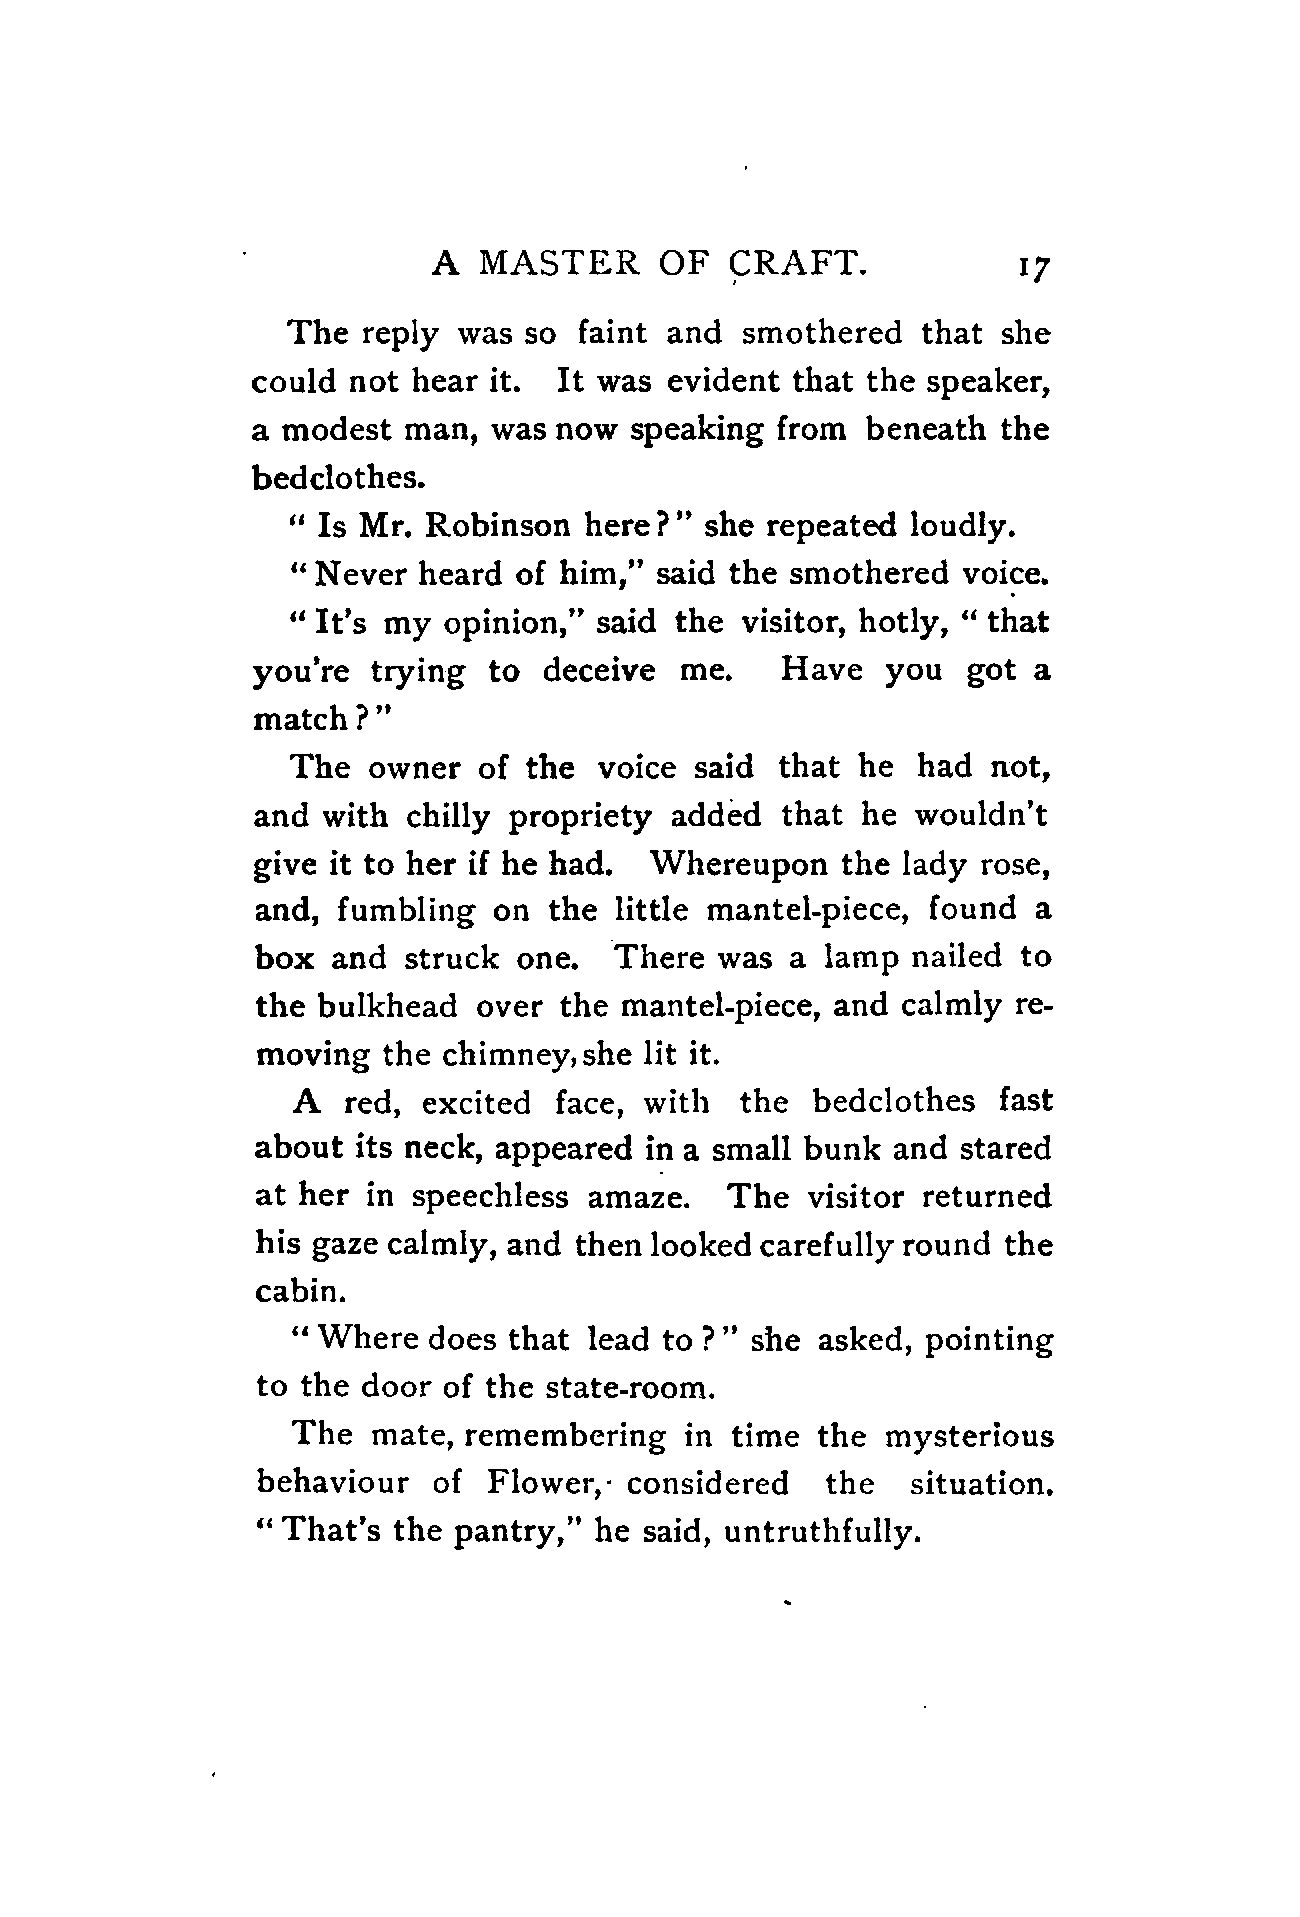 A MASTER OF CRAFT. 17
The reply was so faint and smothered that she
could not hear it. It was evident that the speaker,
a modest man, was now speaking from beneath the
bedclothes.
" Is Mr. Robinson here ? " she repeated loudly.
" Never heard of him," said the smothered voice.
" It's my opinion," said the visitor, hotly, " that
you're trying to deceive me. Have you got a
match ? "
The owner of the voice said that he had not,
and with chilly propriety added that he wouldn't
give it to her if he had. Whereupon the lady rose,
and, fumbling on the little mantel-piece, found a
box and struck one. There was a lamp nailed to
the bulkhead over the mantel-piece, and calmly re-
moving the chimney, she lit it.
A red, excited face, with the bedclothes fast
about its neck, appeared in a small bunk and stared
at her in speechless amaze. The visitor returned
his gaze calmly, and then looked carefully round the
cabin.
" Where does that lead to ? " she asked, pointing
to the door of the state-room.
The mate, remembering in time the mysterious
behaviour of Flower, considered the situation.
" That's the pantry," he said, untruthfully.